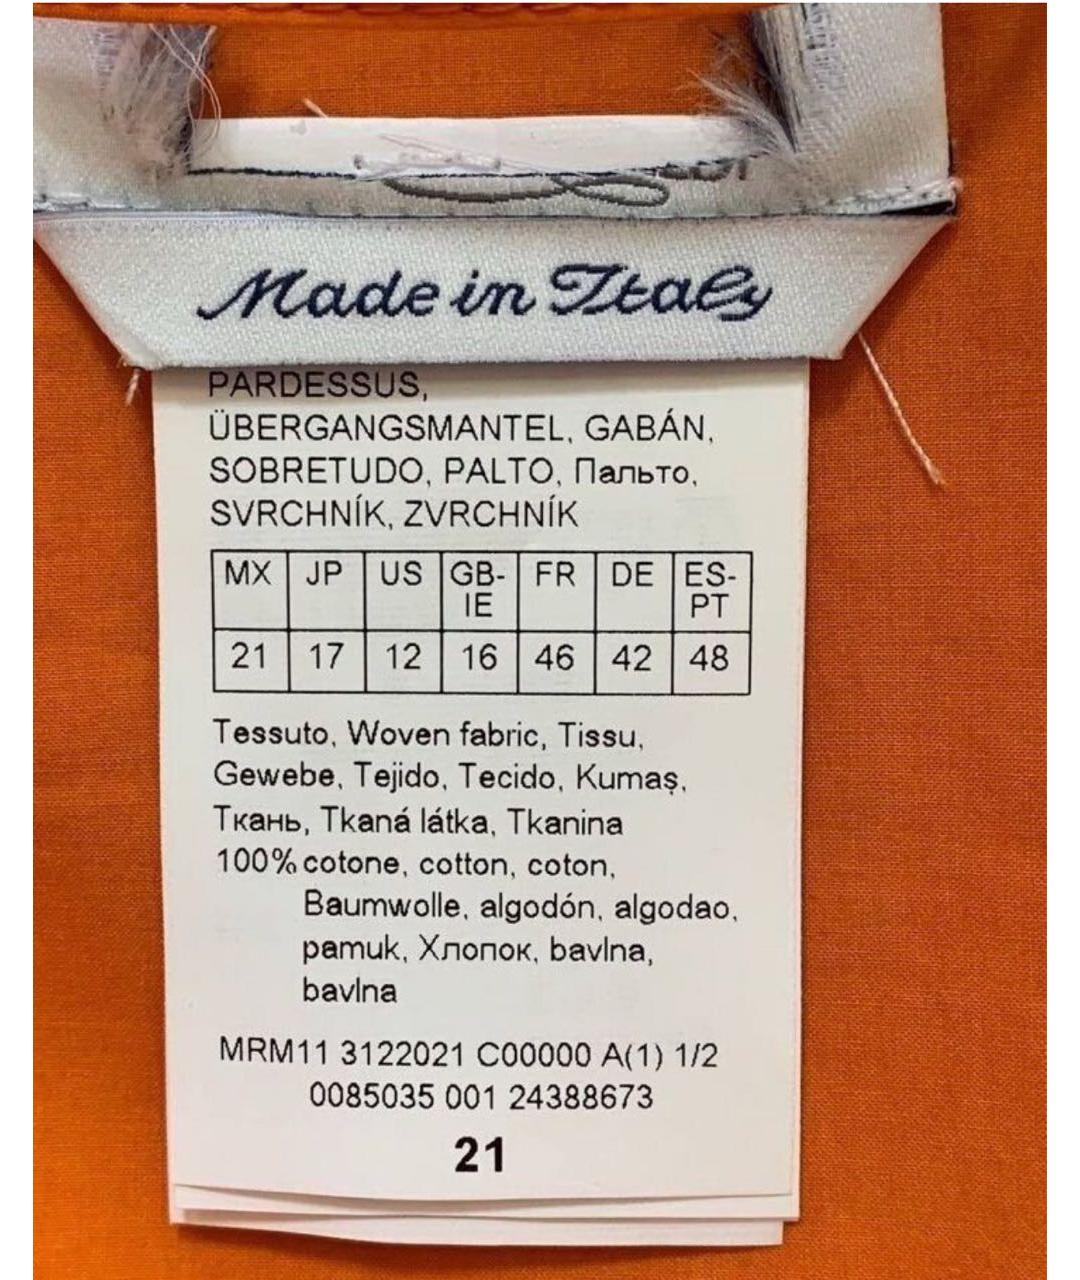 Made in Italy
PARDESSUS,
ÜBERGANGSMANTEL, GABÁN,
SOBRETUDO, PALTO, Пальто,
SVRCHNÍK, ZVRCHNÍK
MX JP US GB-IE FR DE ES-PT
21 17 12 16 46 42 48
Tessuto, Woven fabric, Tissu,
Gewebe, Tejido, Tecido, Kumaş,
Ткань, Tkaná látka, Tkanina
100% cotone, cotton, coton,
Baumwolle, algodón, algodao,
pamuk, Хлопок, bavlna,
bavlna
MRM11 3122021 C00000 A(1) 1/2
0085035 001 24388673
21